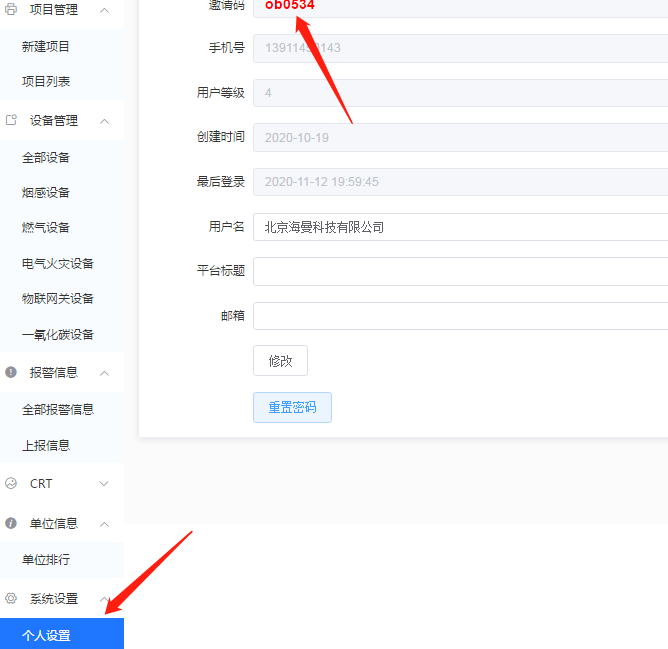 项目管理
新建项目
项目列表
设备管理
全部设备
烟感设备
燃气设备
电气火灾设备
物联网关设备
一氧化碳设备
报警信息
全部报警信息
上报信息
CRT
单位信息
单位排行
系统设置
个人设置
邀请码 ob0534
手机号
用户等级 4
创建时间 2020-10-19
最后登录 2020-11-12 19:59:45
用户名 北京海曼科技有限公司
平台标题
邮箱
修改
重置密码